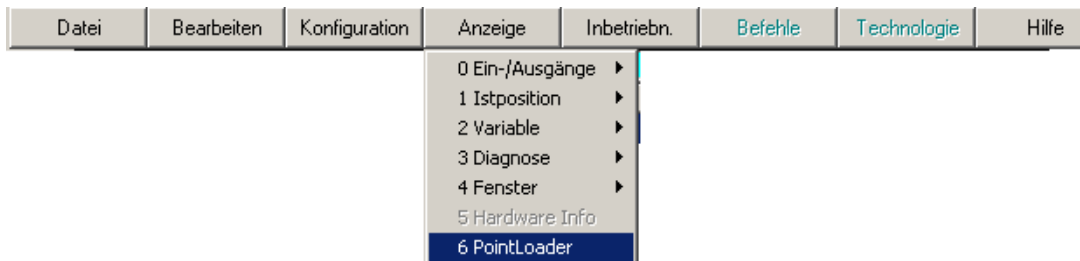 Datei Bearbeiten Konfiguration Anzeige Inbetriebn. Befehle Technologie Hilfe
0 Ein-/Ausgänge
1 Istposition
2 Variable
3 Diagnose
4 Fenster
5 Hardware Info
6 PointLoader